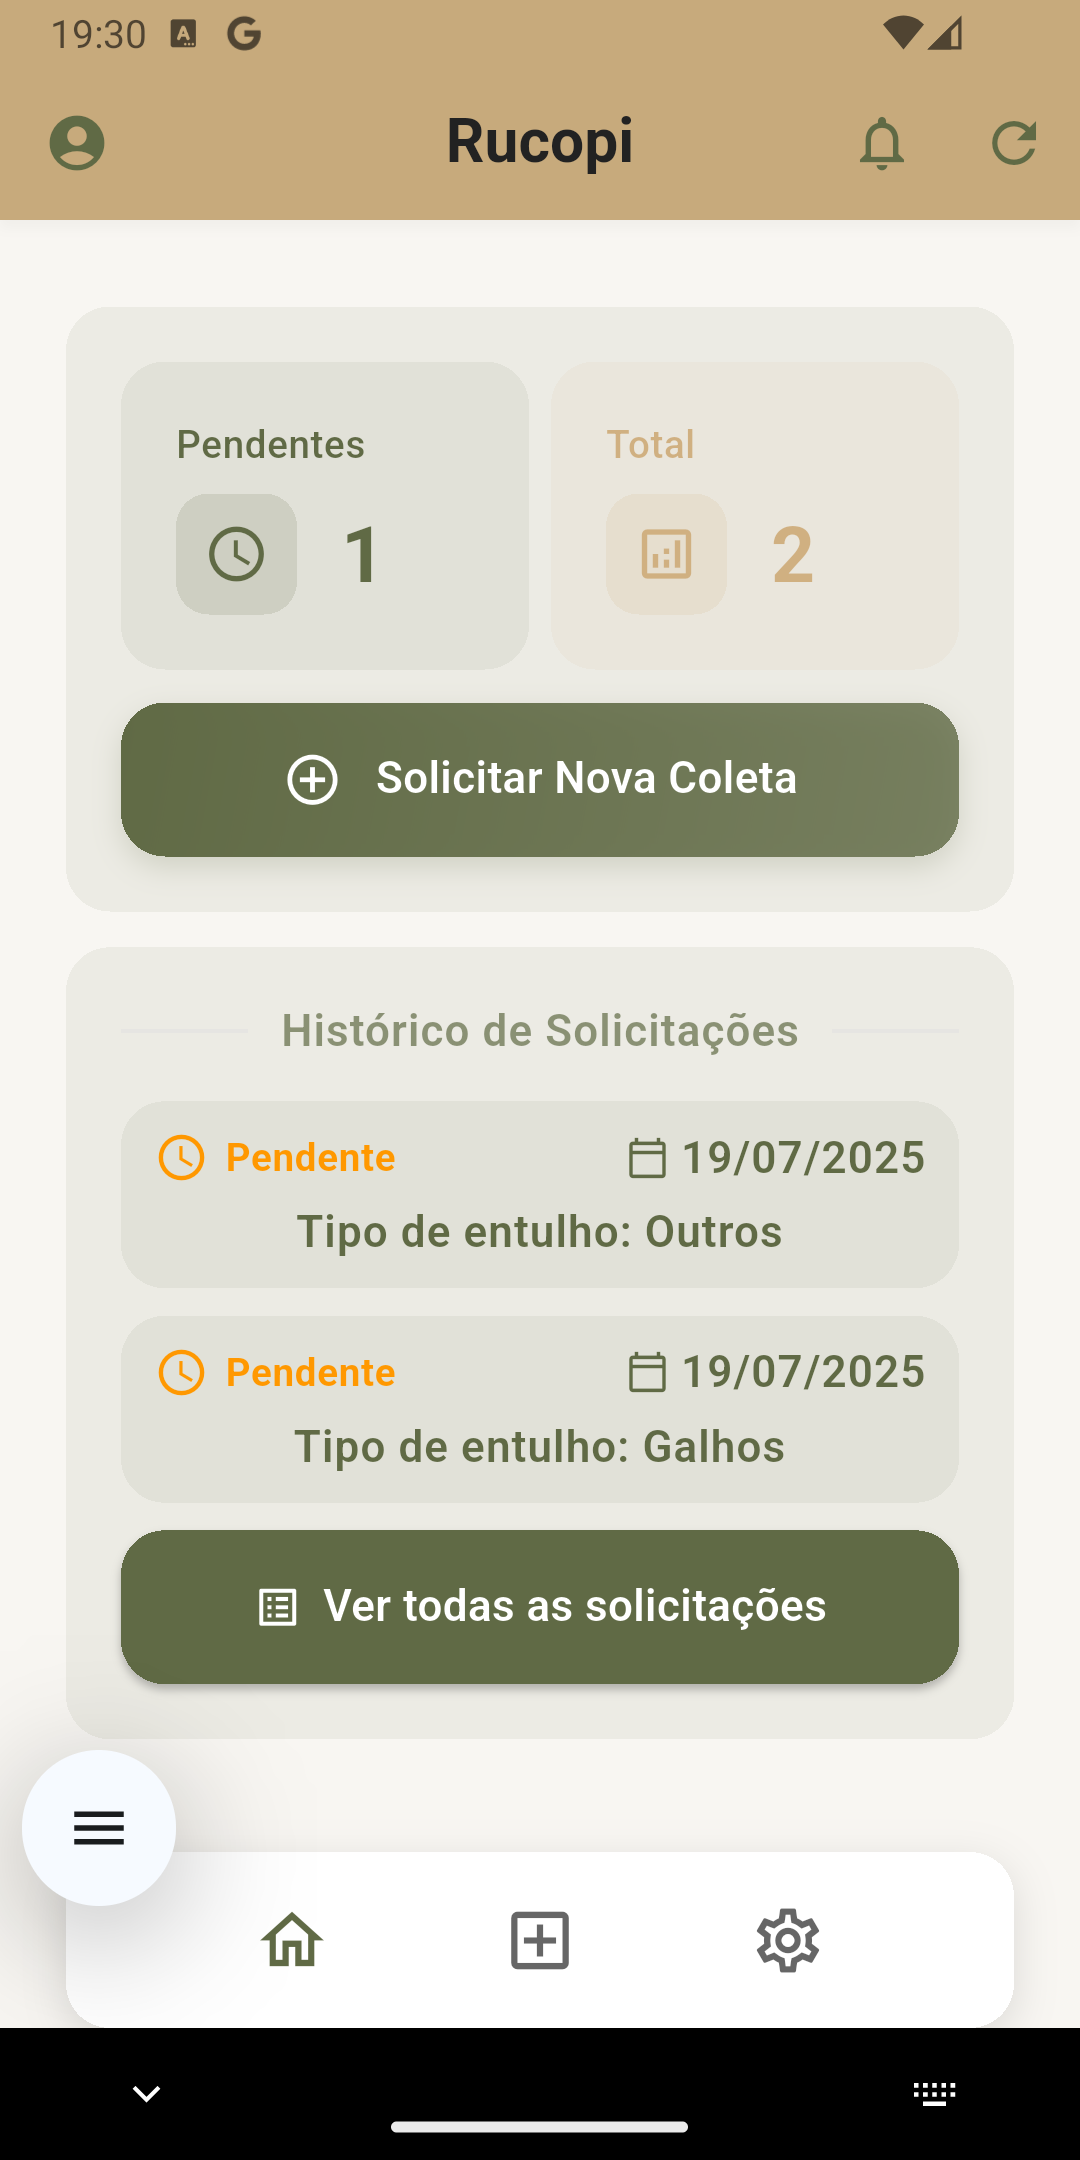 19:30
Rucopi
Pendentes
1
Total
2
Solicitar Nova Coleta
Histórico de Solicitações
Pendente
19/07/2025
Tipo de entulho: Outros
Pendente
19/07/2025
Tipo de entulho: Galhos
Ver todas as solicitações